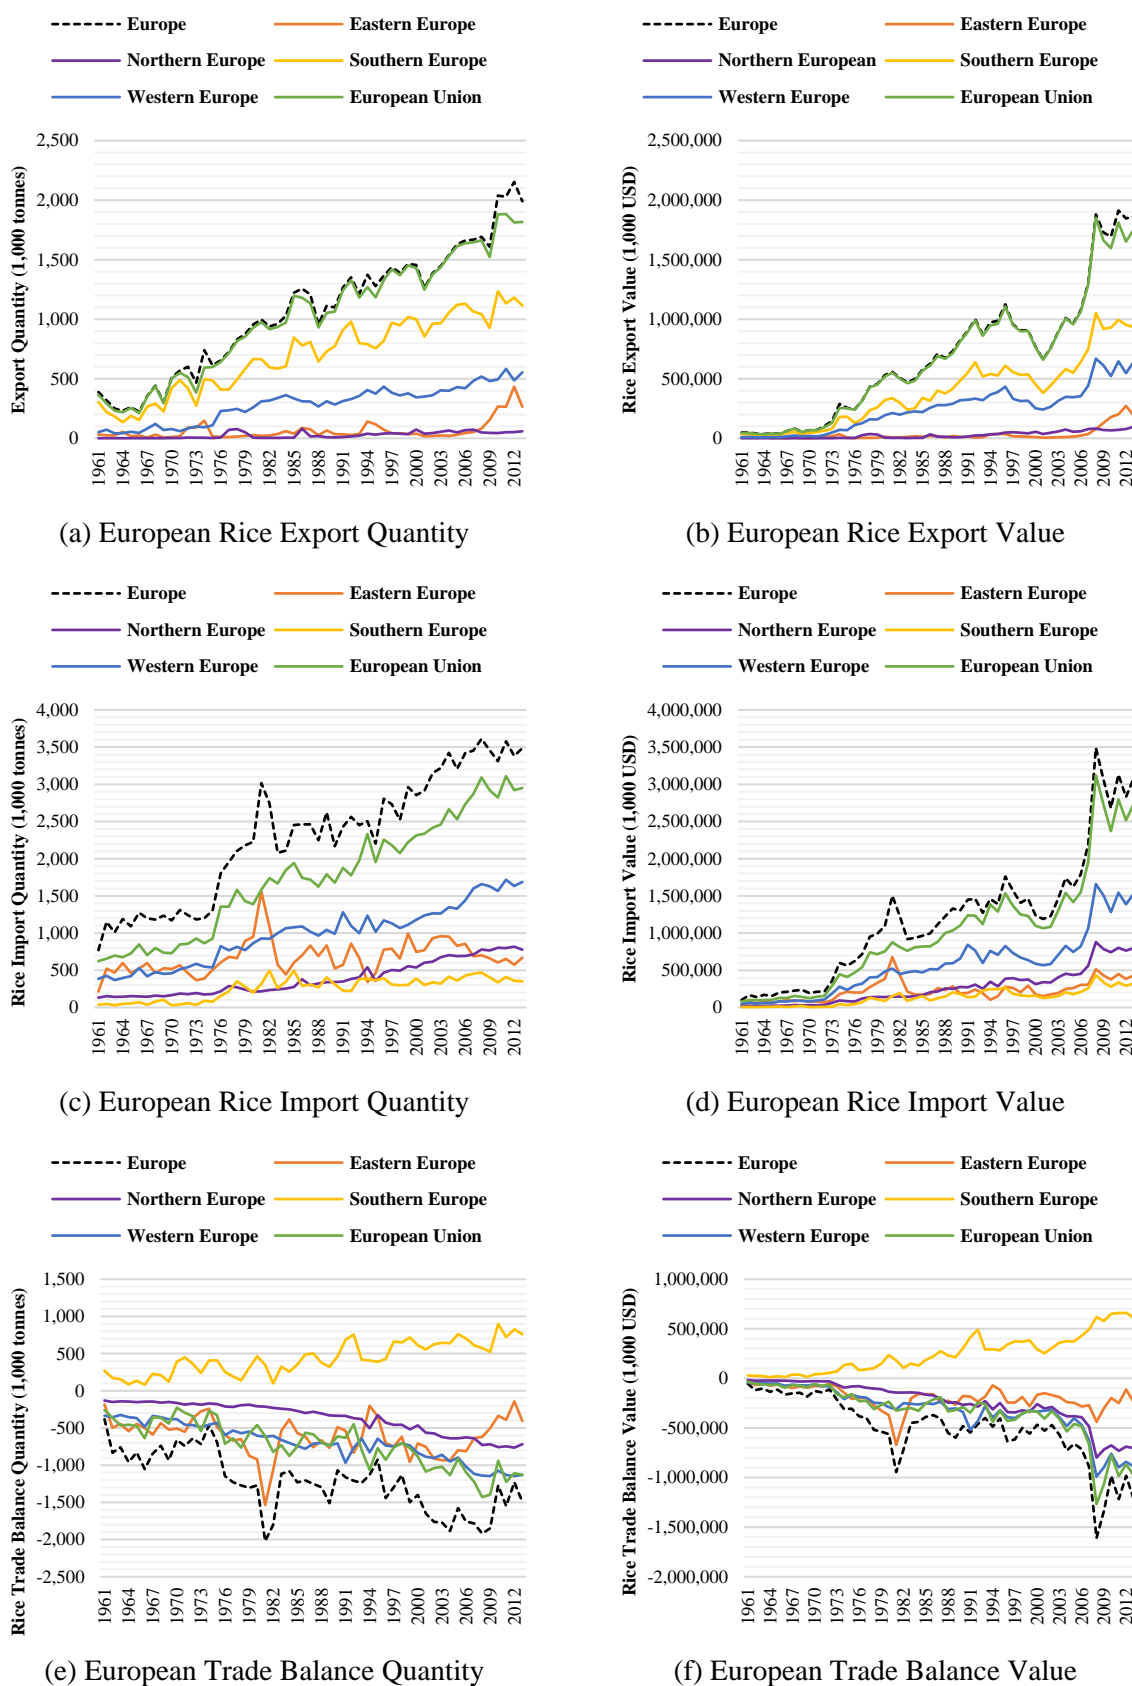 Europe Eastern Europe
Northern Europe Southern Europe
Western Europe European Union
Export Quantity (1,000 tonnes)
2,500
2,000
1,500
1,000
500
0
1961 1964 1967 1970 1973 1976 1979 1982 1985 1988 1991 1994 1997 2000 2003 2006 2009 2012
(a) European Rice Export Quantity
Europe Eastern Europe
Northern European Southern Europe
Western Europe European Union
Rice Export Value (1,000 USD)
2,500,000
2,000,000
1,500,000
1,000,000
500,000
0
1961 1964 1967 1970 1973 1976 1979 1982 1985 1988 1991 1994 1997 2000 2003 2006 2009 2012
(b) European Rice Export Value
Europe Eastern Europe
Northern Europe Southern Europe
Western Europe European Union
Rice Import Quantity (1,000 tonnes)
4,000
3,500
3,000
2,500
2,000
1,500
1,000
500
0
1961 1964 1967 1970 1973 1976 1979 1982 1985 1988 1991 1994 1997 2000 2003 2006 2009 2012
(c) European Rice Import Quantity
Europe Eastern Europe
Northern Europe Southern Europe
Western Europe European Union
Rice Import Value (1,000 USD)
4,000,000
3,500,000
3,000,000
2,500,000
2,000,000
1,500,000
1,000,000
500,000
0
1961 1964 1967 1970 1973 1976 1979 1982 1985 1988 1991 1994 1997 2000 2003 2006 2009 2012
(d) European Rice Import Value
Europe Eastern Europe
Northern Europe Southern Europe
Western Europe European Union
Rice Trade Balance Quantity (1,000 tonnes)
1,500
1,000
500
0
-500
-1,000
-1,500
-2,000
-2,500
1961 1964 1967 1970 1973 1976 1979 1982 1985 1988 1991 1994 1997 2000 2003 2006 2009 2012
(e) European Trade Balance Quantity
Europe Eastern Europe
Northern Europe Southern Europe
Western Europe European Union
Rice Trade Balance Value (1,000 USD)
1,000,000
500,000
0
-500,000
-1,000,000
-1,500,000
-2,000,000
1961 1964 1967 1970 1973 1976 1979 1982 1985 1988 1991 1994 1997 2000 2003 2006 2009 2012
(f) European Trade Balance Value